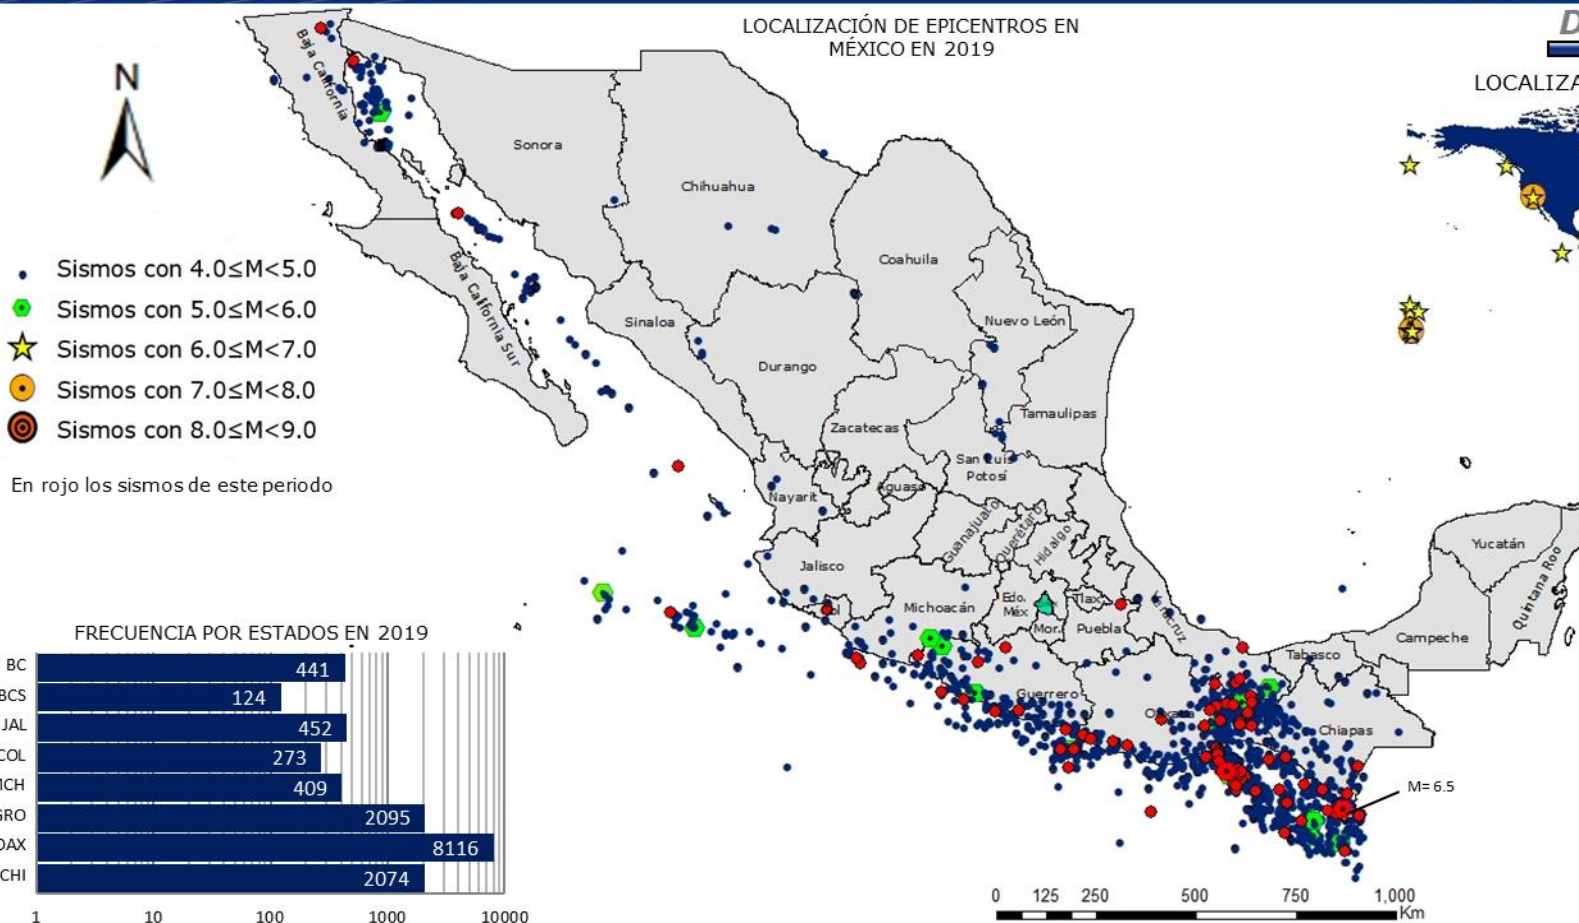 LOCALIZACIÓN DE EPICENTROS EN
MÉXICO EN 2019
D
LOCALIZA
N
Sismos con 4.0≤M<5.0
Sismos con 5.0≤M<6.0
Sismos con 6.0≤M<7.0
Sismos con 7.0≤M<8.0
Sismos con 8.0≤M<9.0
En rojo los sismos de este periodo
Baja California
Sonora
Chihuahua
Coahuila
Baja California Sur
Sinaloa
Nuevo León
Durango
Tamaulipas
Zacatecas
San Luis
Potosí
Nayarit
Aguasc
Guanajuato
Querétaro
Hidalgo
Yucatán
Quintana Roo
Jalisco
Edo.
Méx
Tlax
Michoacán
Veracruz
Mor.
Puebla
Campeche
Tabasco
Guerrero
Oaxaca
Chiapas
M= 6.5
FRECUENCIA POR ESTADOS EN 2019
BC 441
BCS 124
JAL 452
COL 273
MCH 409
GRO 2095
OAX 8116
CHI 2074
1 10 100 1000 10000
0 125 250 500 750 1,000
Km